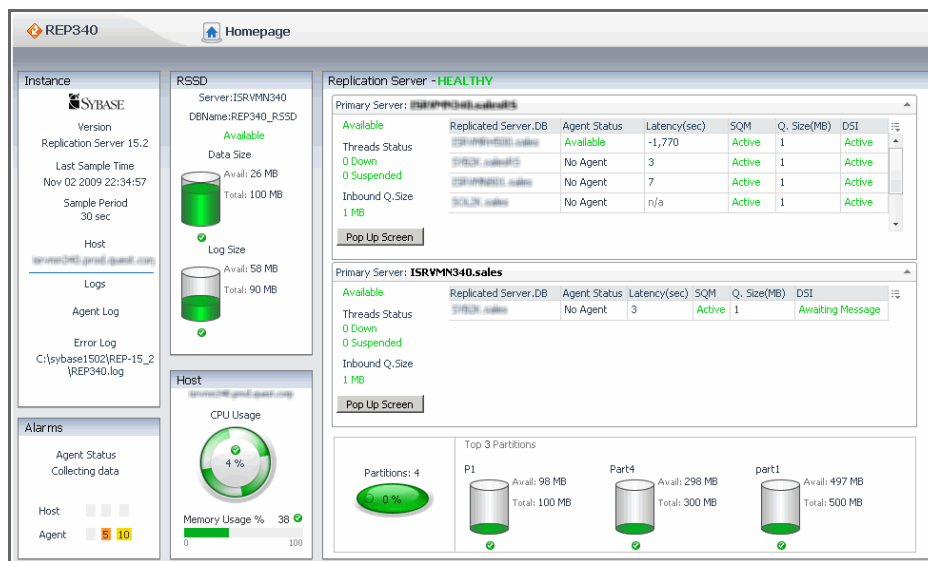 REP340
Homepage
Instance
SYBASE
Version
Replication Server 15.2
Last Sample Time
Nov 02 2009 22:34:57
Sample Period
30 sec
Host
Logs
Agent Log
Error Log
C:\sybase1502\REP-15_2
\REP340.log
Alarms
Agent Status
Collecting data
Host
Agent 5 10
RSSD
Server:ISRVMN340
DBName:REP340_RSSD
Available
Data Size
Avail: 26 MB
Total: 100 MB
Log Size
Avail: 58 MB
Total: 90 MB
Host
CPU Usage
4 %
Memory Usage % 38
0 100
Replication Server -HEALTHY
Primary Server:
Available
Threads Status
0 Down
0 Suspended
Inbound Q.Size
1 MB
Pop Up Screen
Replicated Server.DB Agent Status Latency(sec) SQM Q. Size(MB) DSI
Available -1,770 Active 1 Active
No Agent 3 Active 1 Active
No Agent 7 Active 1 Active
No Agent n/a Active 1 Active
Primary Server: ISRVMN340.sales
Available
Threads Status
0 Down
0 Suspended
Inbound Q.Size
1 MB
Pop Up Screen
Replicated Server.DB Agent Status Latency(sec) SQM Q. Size(MB) DSI
No Agent 3 Active 1 Awaiting Message
Partitions: 4
0 %
Top 3 Partitions
P1
Avail: 98 MB
Total: 100 MB
Part4
Avail: 298 MB
Total: 300 MB
part1
Avail: 497 MB
Total: 500 MB